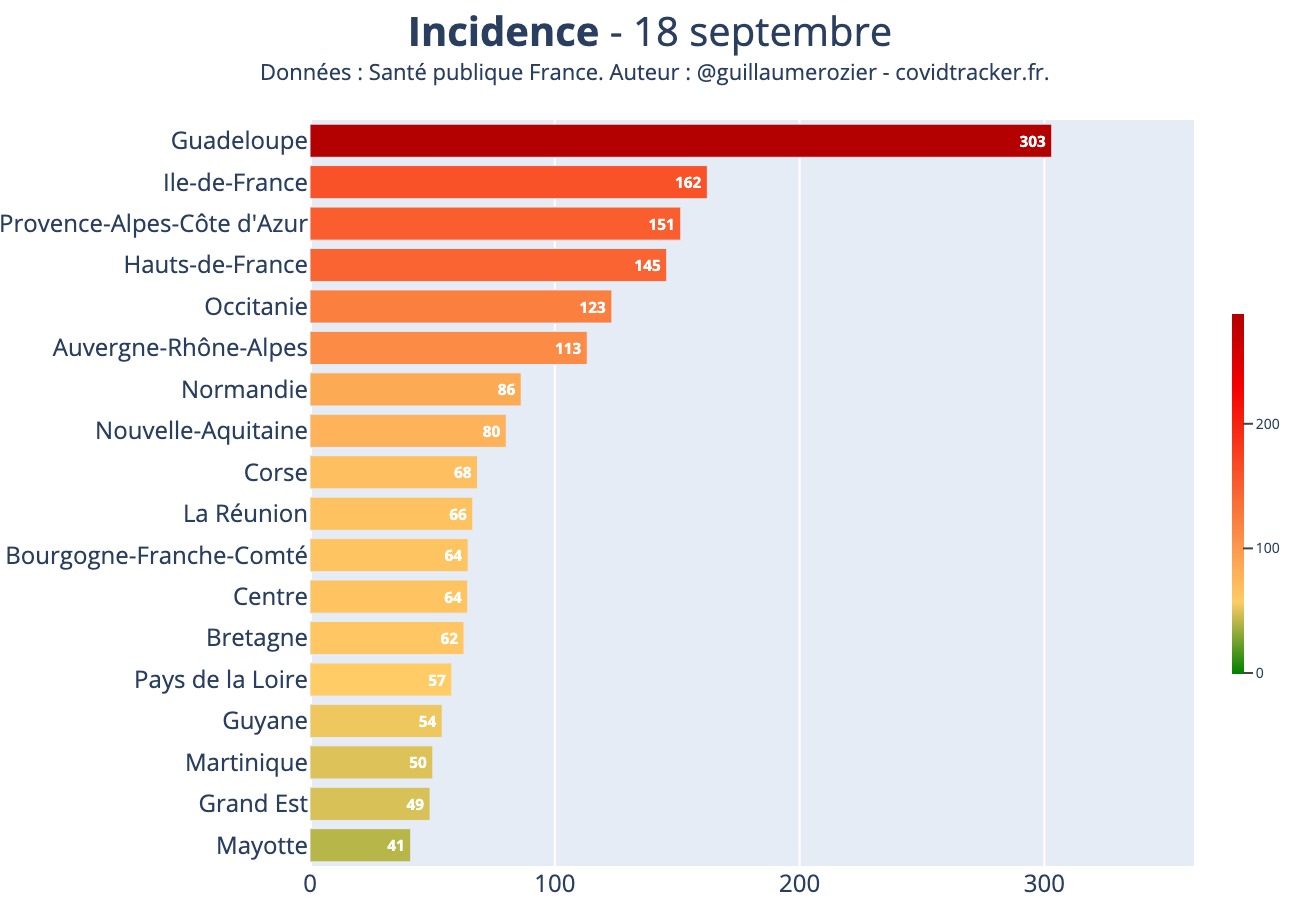 Incidence - 18 septembre
Données : Santé publique France. Auteur : @guillaumerozier - covidtracker.fr.
Guadeloupe 303
Ile-de-France 162
Provence-Alpes-Côte d'Azur 151
Hauts-de-France 145
Occitanie 123
Auvergne-Rhône-Alpes 113
Normandie 86
Nouvelle-Aquitaine 80
Corse 68
La Réunion 66
Bourgogne-Franche-Comté 64
Centre 64
Bretagne 62
Pays de la Loire 57
Guyane 54
Martinique 50
Grand Est 49
Mayotte 41
0 100 200 300
200
100
0